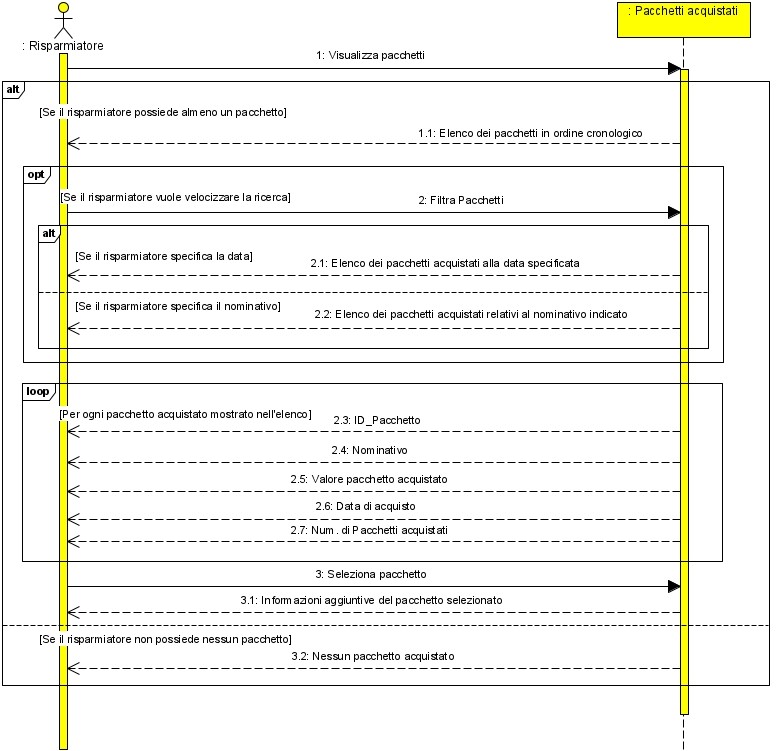 : Risparmiatore
: Pacchetti acquistati
1: Visualizza pacchetti
alt
[Se il risparmiatore possiede almeno un pacchetto]
1.1: Elenco dei pacchetti in ordine cronologico
opt
[Se il risparmiatore vuole velocizzare la ricerca]
2: Filtra Pacchetti
alt
[Se il risparmiatore specifica la data]
2.1: Elenco dei pacchetti acquistati alla data specificata
[Se il risparmiatore specifica il nominativo]
2.2: Elenco dei pacchetti acquistati relativi al nominativo indicato
loop
[Per ogni pacchetto acquistato mostrato nell'elenco]
2.3: ID_Pacchetto
2.4: Nominativo
2.5: Valore pacchetto acquistato
2.6: Data di acquisto
2.7: Num. di Pacchetti acquistati
3: Seleziona pacchetto
3.1: Informazioni aggiuntive del pacchetto selezionato
[Se il risparmiatore non possiede nessun pacchetto]
3.2: Nessun pacchetto acquistato